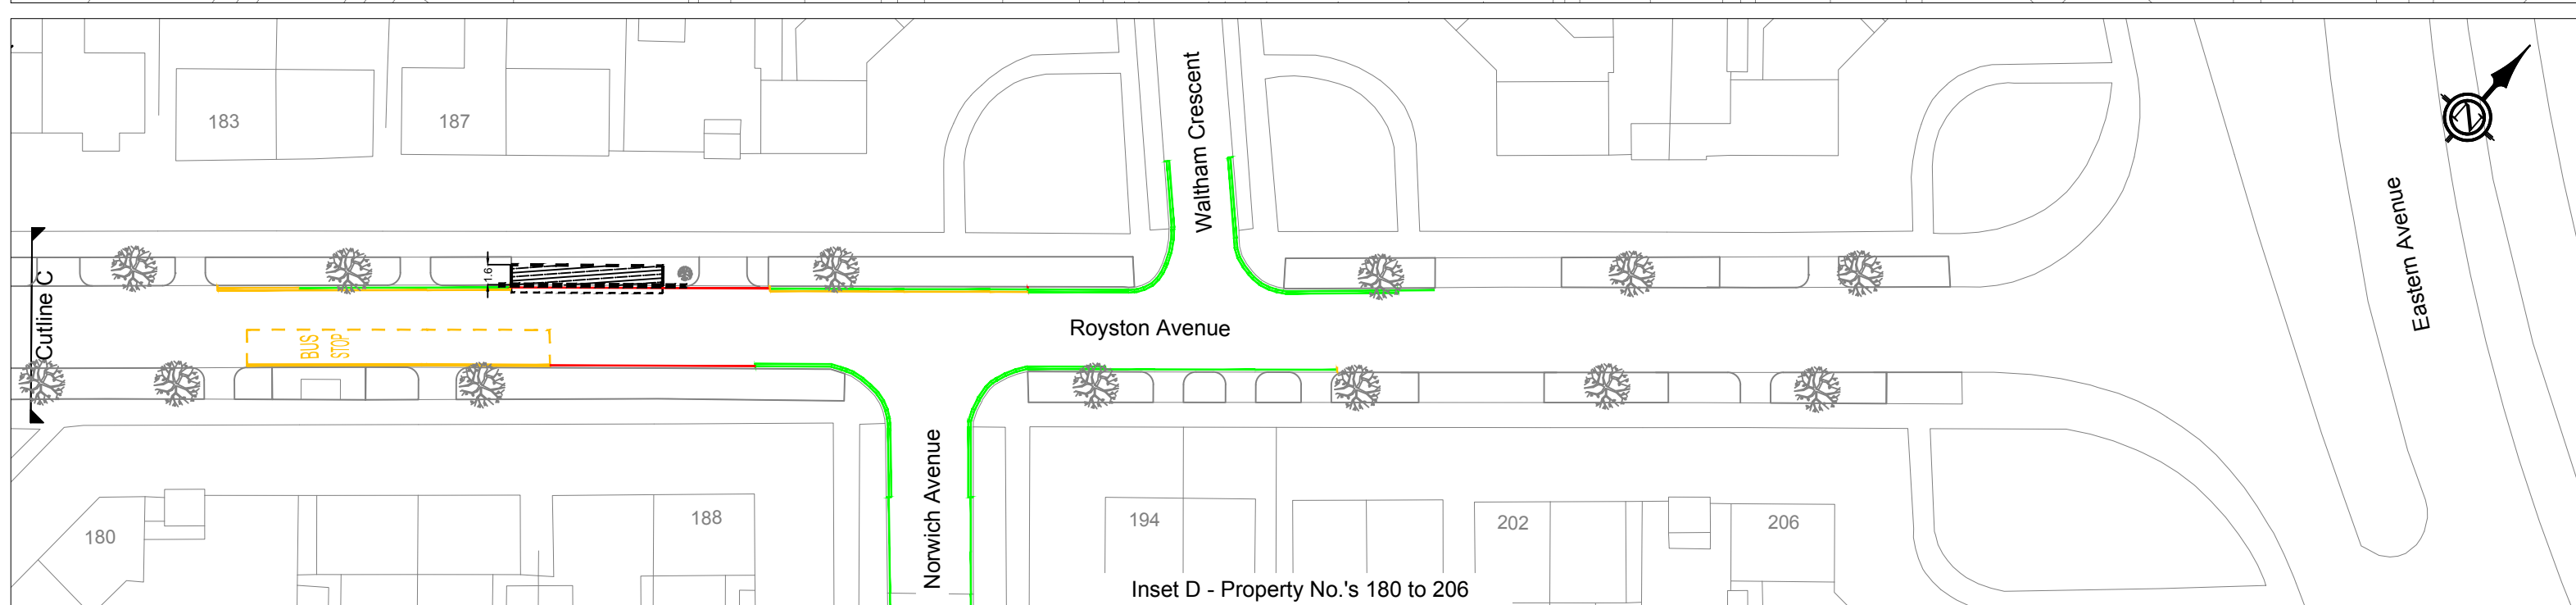 183
187
Waltham Crescent
Eastern Avenue
Cutline C
1.6
BUS
STOP
Royston Avenue
180
188
Norwich Avenue
194
202
206
Inset D - Property No.'s 180 to 206